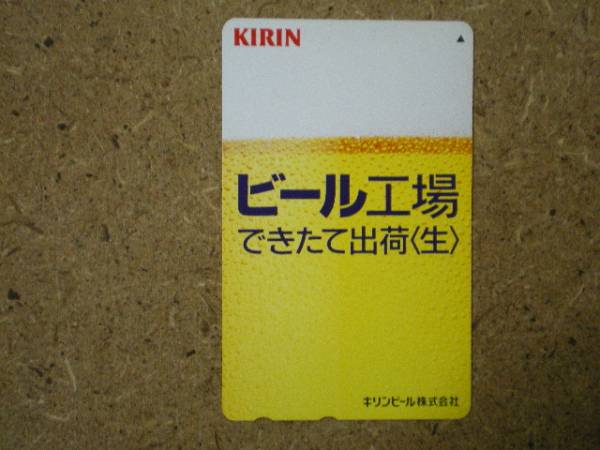 KIRIN
ビール工場
できたて出荷〈生〉
キリンビール株式会社